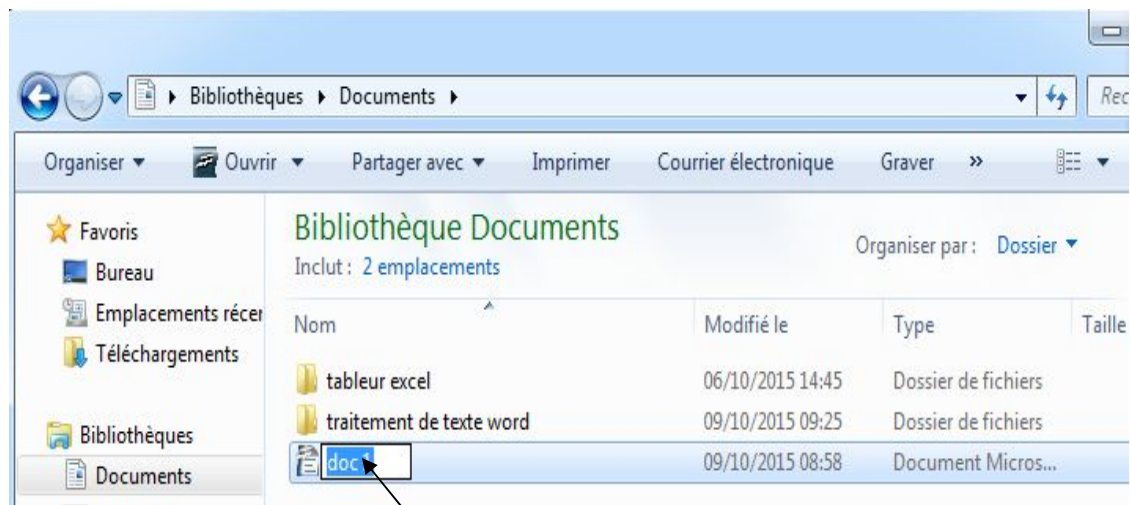 Bibliothèques Documents
Rec
Organiser Ouvrir Partager avec Imprimer Courrier électronique Graver »
Favoris
Bureau
Emplacements récen
Téléchargements
Bibliothèques
Documents
Bibliothèque Documents
Inclut : 2 emplacements
Organiser par : Dossier
Nom Modifié le Type Taille
tableur excel 06/10/2015 14:45 Dossier de fichiers
traitement de texte word 09/10/2015 09:25 Dossier de fichiers
doc 1 09/10/2015 08:58 Document Micros...